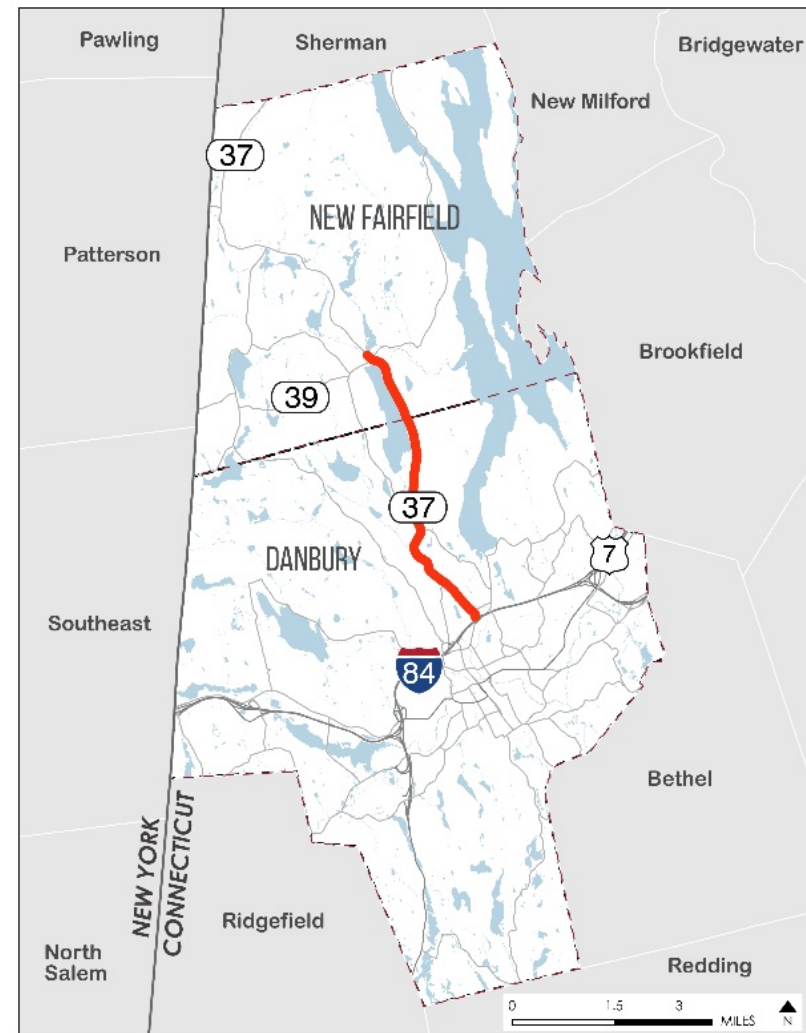 Pawling
Sherman
Bridgewater
New Milford
37
NEW FAIRFIELD
Patterson
Brookfield
39
37
DANBURY
7
Southeast
84
Bethel
NEW YORK
CONNECTICUT
Ridgefield
North
Salem
Redding
0 1.5 3
MILES N